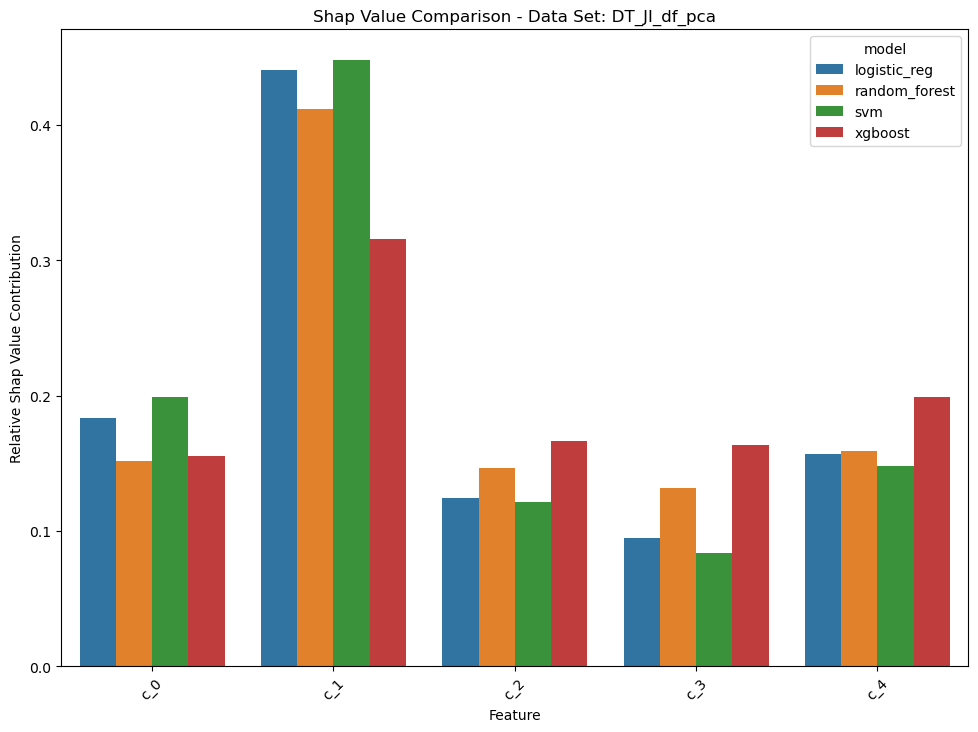 Shap Value Comparison - Data Set: DT_JI_df_pca
model
logistic_reg
random_forest
svm
xgboost
Relative Shap Value Contribution
0.4
0.3
0.2
0.1
0.0
c_0
c_1
c_2
c_3
c_4
Feature